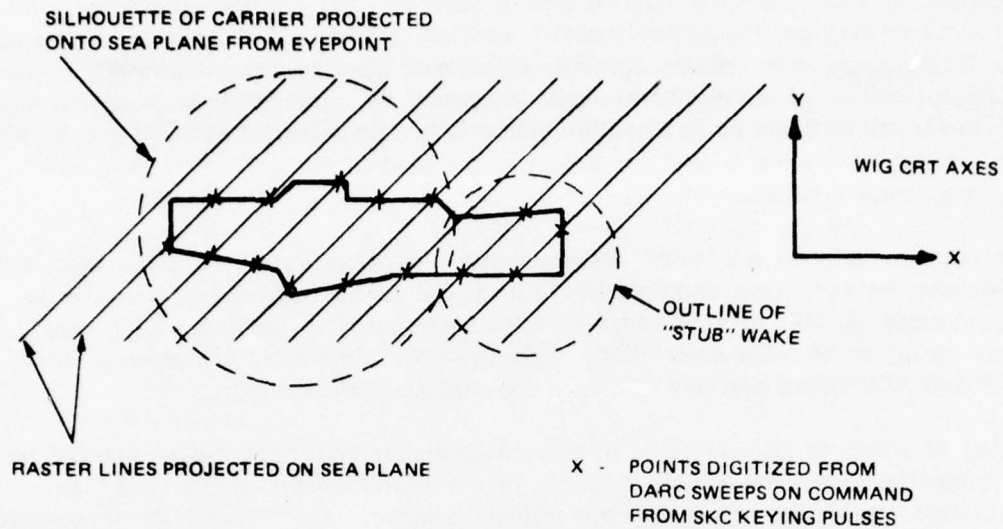 SILHOUETTE OF CARRIER PROJECTED
ONTO SEA PLANE FROM EYEPOINT
Y
WIG CRT AXES
X
OUTLINE OF
"STUB" WAKE
RASTER LINES PROJECTED ON SEA PLANE
X - POINTS DIGITIZED FROM
DARC SWEEPS ON COMMAND
FROM SKC KEYING PULSES